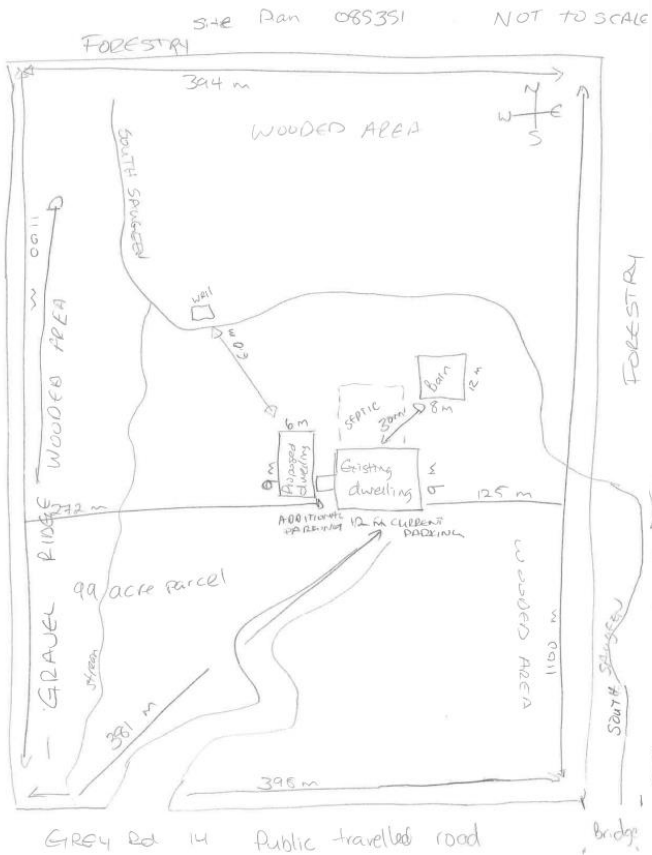 Site Plan 085351 NOT TO SCALE
FORESTRY
394 m
N
W E
S
WOODED AREA
SOUTH SAUGEEN
1100 m
WOODED AREA
GRAVEL RIDGE
well
m
Barn
12 m
8 m
SEPTIC
30m
6 m
Proposed dwelling
Existing dwelling
9 m
272 m
125 m
ADDITIONAL PARKING
12 m
CURRENT PARKING
FORESTRY
99 acre parcel
stream
381 m
WOODED AREA
1100 m
SOUTH SAUGEEN
395 m
GREY Rd 14 Public travelled road
Bridge